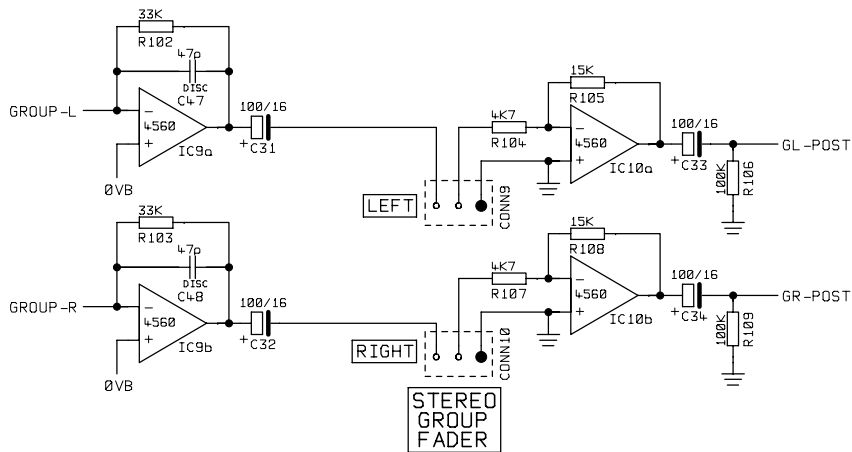 33K
R102
47p
DISC
C47
GROUP-L
4560
IC9a
0VB
100/16
+C31
LEFT
CONN9
4K7
R104
15K
R105
4560
IC10a
100/16
+C33
100K
R106
GL-POST
33K
R103
47p
DISC
C48
GROUP-R
4560
IC9b
0VB
100/16
+C32
RIGHT
CONN10
4K7
R107
15K
R108
4560
IC10b
100/16
+C34
100K
R109
GR-POST
STEREO
GROUP
FADER